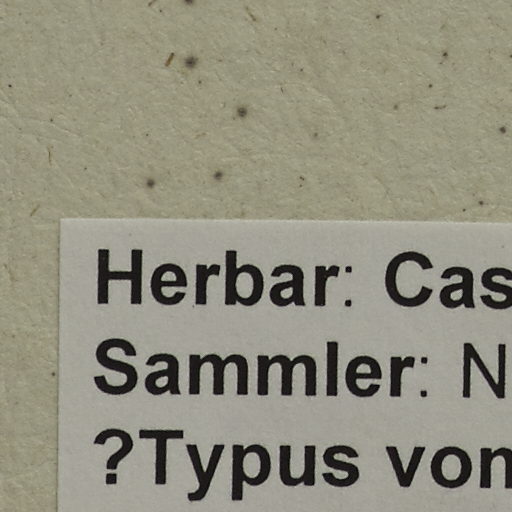 Herbar: Cas
Sammler: N
?Typus von